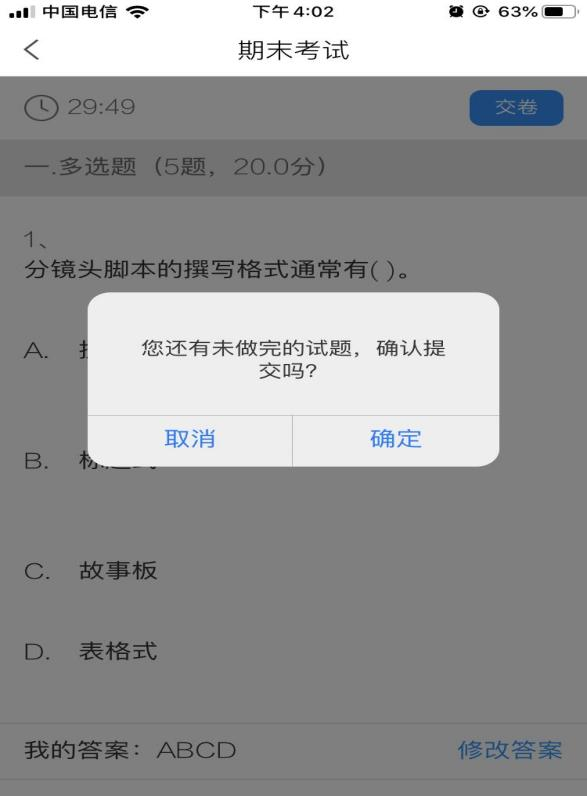 中国电信 下午4:02 63%
期末考试
29:49 交卷
一.多选题（5题，20.0分）
1、
分镜头脚本的撰写格式通常有( )。
您还有未做完的试题，确认提
交吗?
A.
取消 确定
B.
C. 故事板
D. 表格式
我的答案：ABCD 修改答案